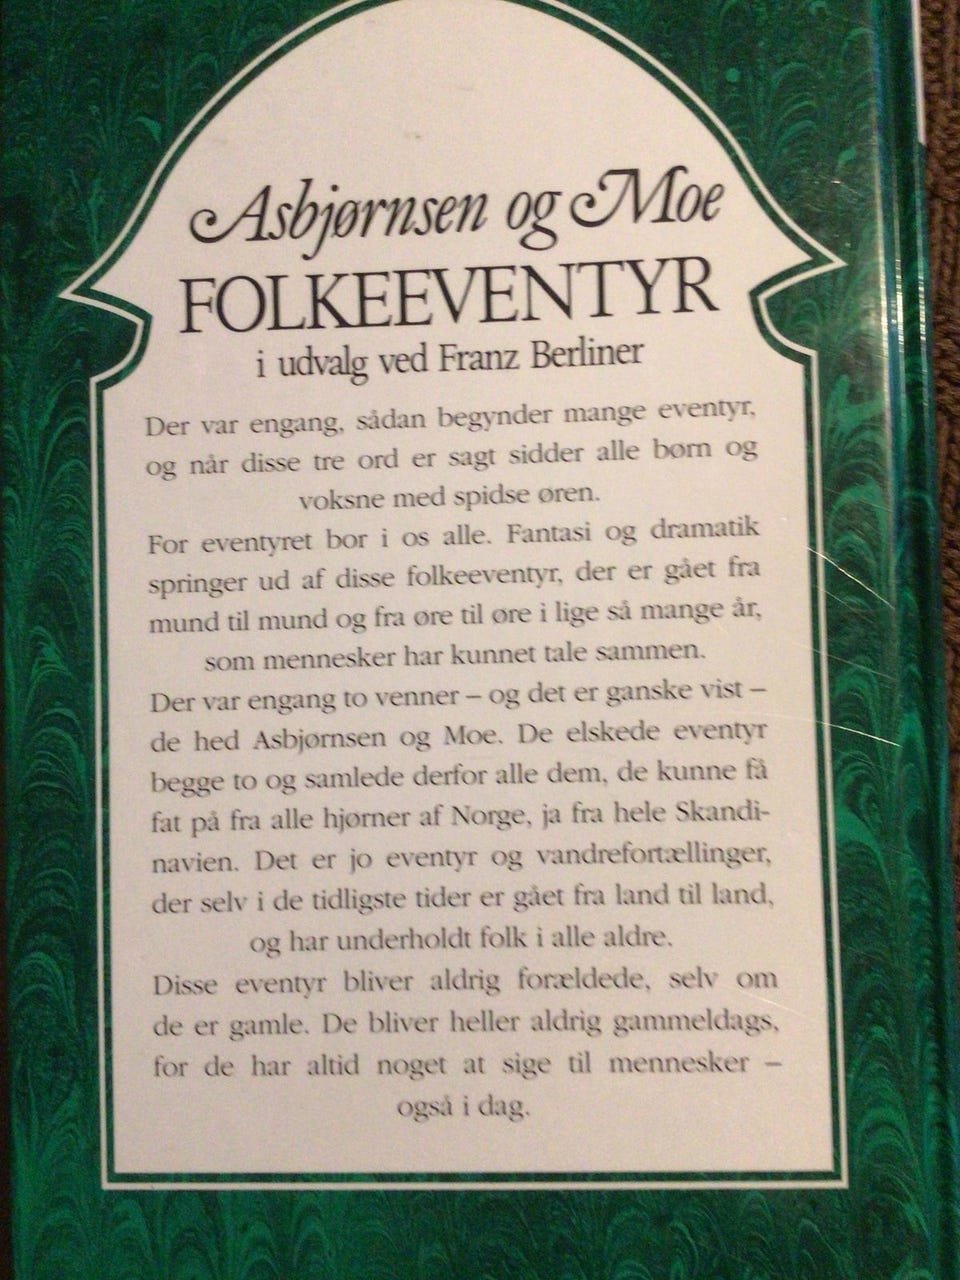 Asbjørnsen og Moe
FOLKEEVENTYR
i udvalg ved Franz Berliner
Der var engang, sådan begynder mange eventyr,
og når disse tre ord er sagt sidder alle børn og
voksne med spidse øren.
For eventyret bor i os alle. Fantasi og dramatik
springer ud af disse folkeeventyr, der er gået fra
mund til mund og fra øre til øre i lige så mange år,
som mennesker har kunnet tale sammen.
Der var engang to venner – og det er ganske vist –
de hed Asbjørnsen og Moe. De elskede eventyr
begge to og samlede derfor alle dem, de kunne få
fat på fra alle hjørner af Norge, ja fra hele Skandi-
navien. Det er jo eventyr og vandrefortællinger,
der selv i de tidligste tider er gået fra land til land,
og har underholdt folk i alle aldre.
Disse eventyr bliver aldrig forældede, selv om
de er gamle. De bliver heller aldrig gammeldags,
for de har altid noget at sige til mennesker –
også i dag.